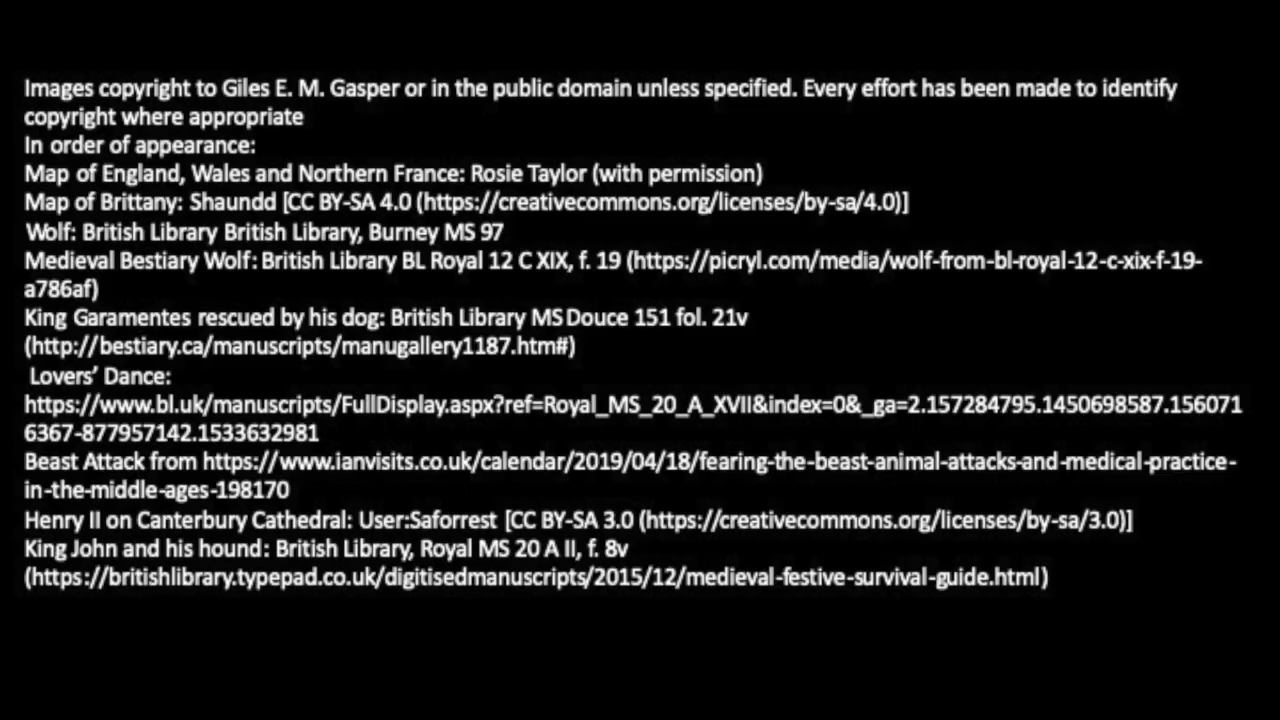 Images copyright to Giles E. M. Gasper or in the public domain unless specified. Every effort has been made to identify
copyright where appropriate
In order of appearance:
Map of England, Wales and Northern France: Rosie Taylor (with permission)
Map of Brittany: Shaundd [CC BY-SA 4.0 (https://creativecommons.org/licenses/by-sa/4.0)]
Wolf: British Library British Library, Burney MS 97
Medieval Bestiary Wolf: British Library BL Royal 12 C XIX, f. 19 (https://picryl.com/media/wolf-from-bl-royal-12-c-xix-f-19-
a786af)
King Garamentes rescued by his dog: British Library MS Douce 151 fol. 21v
(http://bestiary.ca/manuscripts/manugallery1187.htm#)
Lovers' Dance:
https://www.bl.uk/manuscripts/FullDisplay.aspx?ref=Royal_MS_20_A_XVII&index=0&_ga=2.157284795.1450698587.156071
6367-877957142.1533632981
Beast Attack from https://www.ianvisits.co.uk/calendar/2019/04/18/fearing-the-beast-animal-attacks-and-medical-practice-
in-the-middle-ages-198170
Henry II on Canterbury Cathedral: User:Saforrest [CC BY-SA 3.0 (https://creativecommons.org/licenses/by-sa/3.0)]
King John and his hound: British Library, Royal MS 20 A II, f. 8v
(https://britishlibrary.typepad.co.uk/digitisedmanuscripts/2015/12/medieval-festive-survival-guide.html)